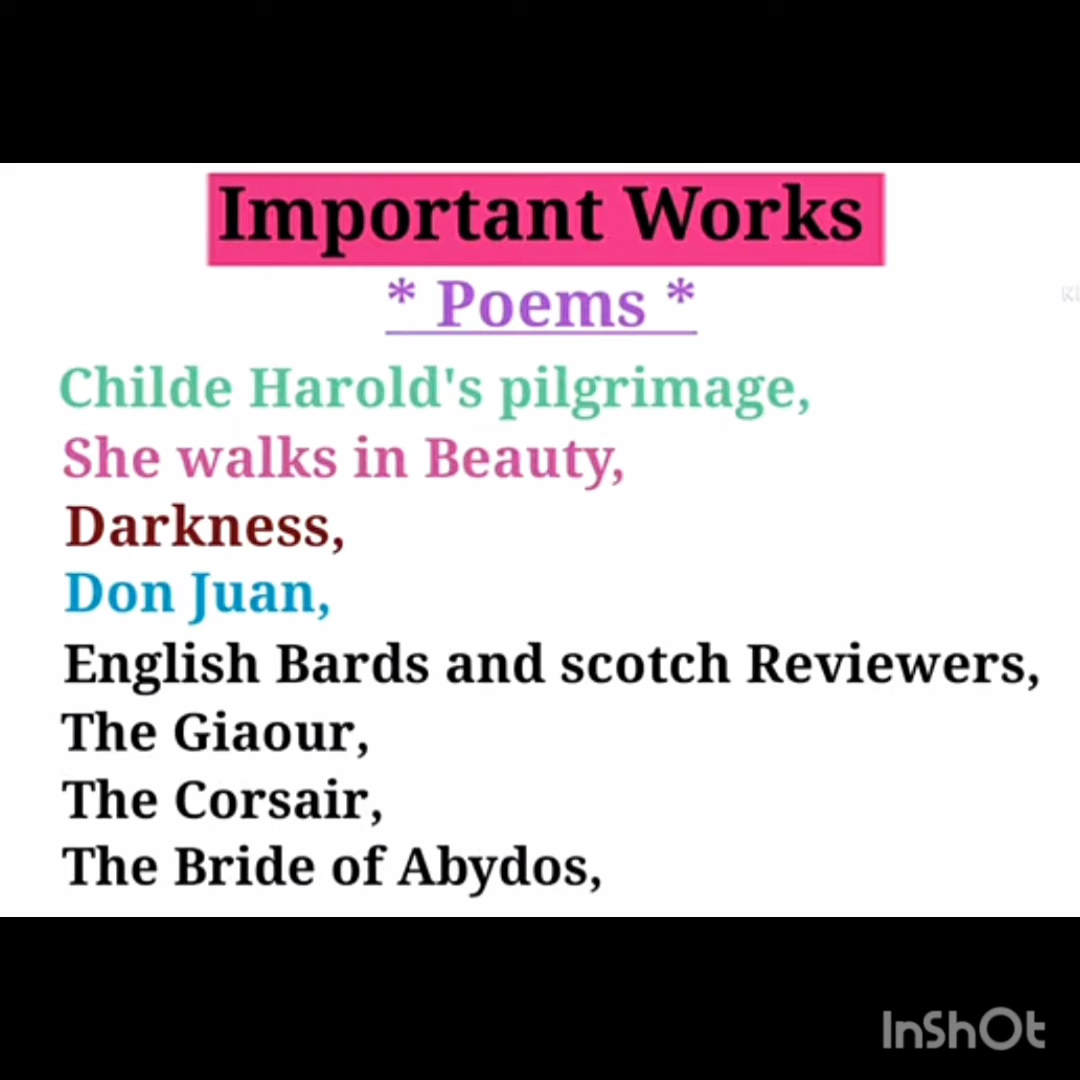 Important Works
* Poems *
Childe Harold's pilgrimage,
She walks in Beauty,
Darkness,
Don Juan,
English Bards and scotch Reviewers,
The Giaour,
The Corsair,
The Bride of Abydos,
InShOt